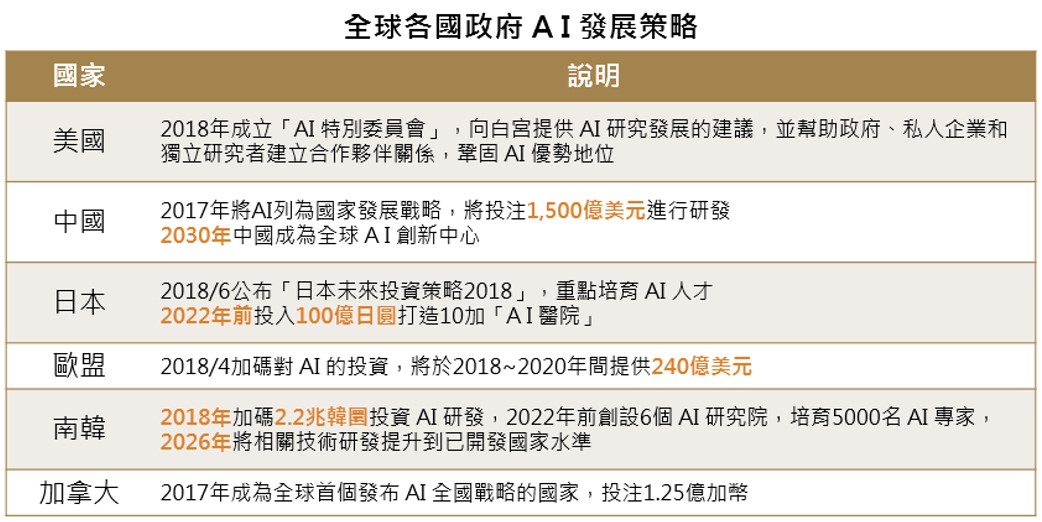 全球各國政府 A I 發展策略
國家 說明
美國
2018年成立「AI 特別委員會」，向白宮提供 AI 研究發展的建議，並幫助政府、私人企業和
獨立研究者建立合作夥伴關係，鞏固 AI 優勢地位
中國
2017年將AI列為國家發展戰略，將投注1,500億美元進行研發
2030年中國成為全球 A I 創新中心
日本
2018/6公布「日本未來投資策略2018」，重點培育 AI 人才
2022年前投入100億日圓打造10加「A I 醫院」
歐盟
2018/4加碼對 AI 的投資，將於2018~2020年間提供240億美元
南韓
2018年加碼2.2兆韓圜投資 AI 研發，2022年前創設6個 AI 研究院，培育5000名 AI 專家，
2026年將相關技術研發提升到已開發國家水準
加拿大
2017年成為全球首個發布 AI 全國戰略的國家，投注1.25億加幣